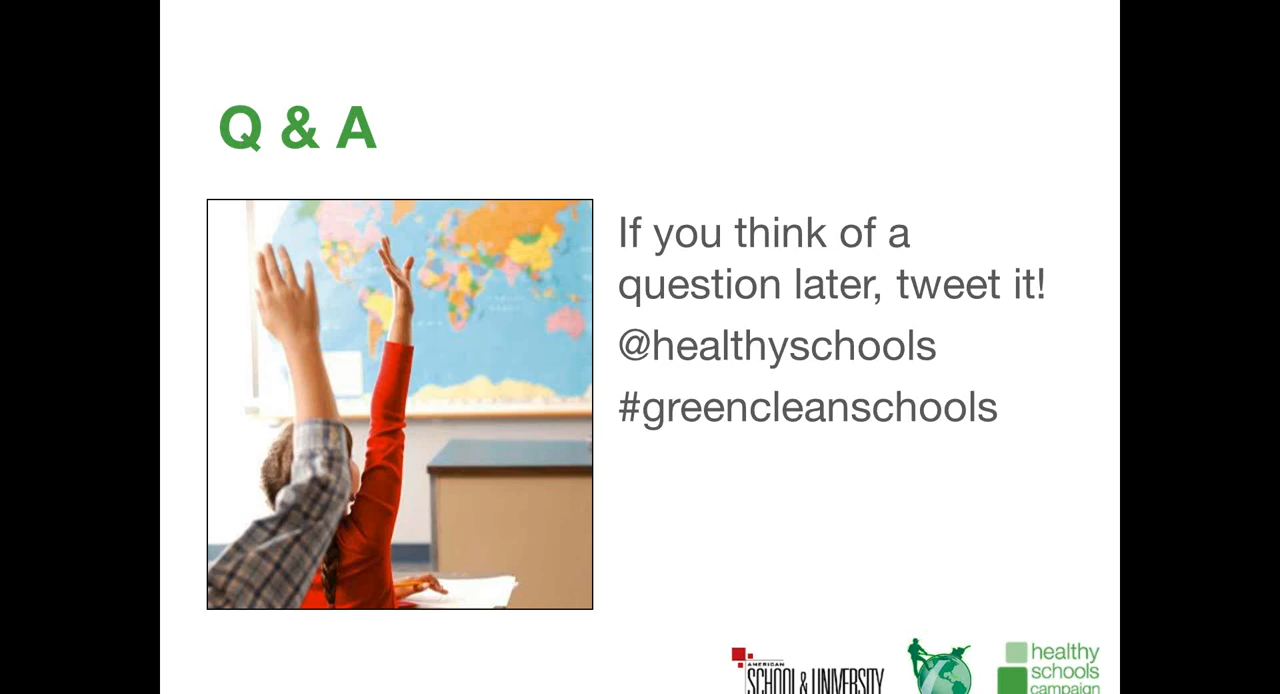 Q & A
If you think of a
question later, tweet it!
@healthyschools
#greencleanschools
AMERICAN
SCHOOL & UNIVERSITY
healthy
schools
campaign